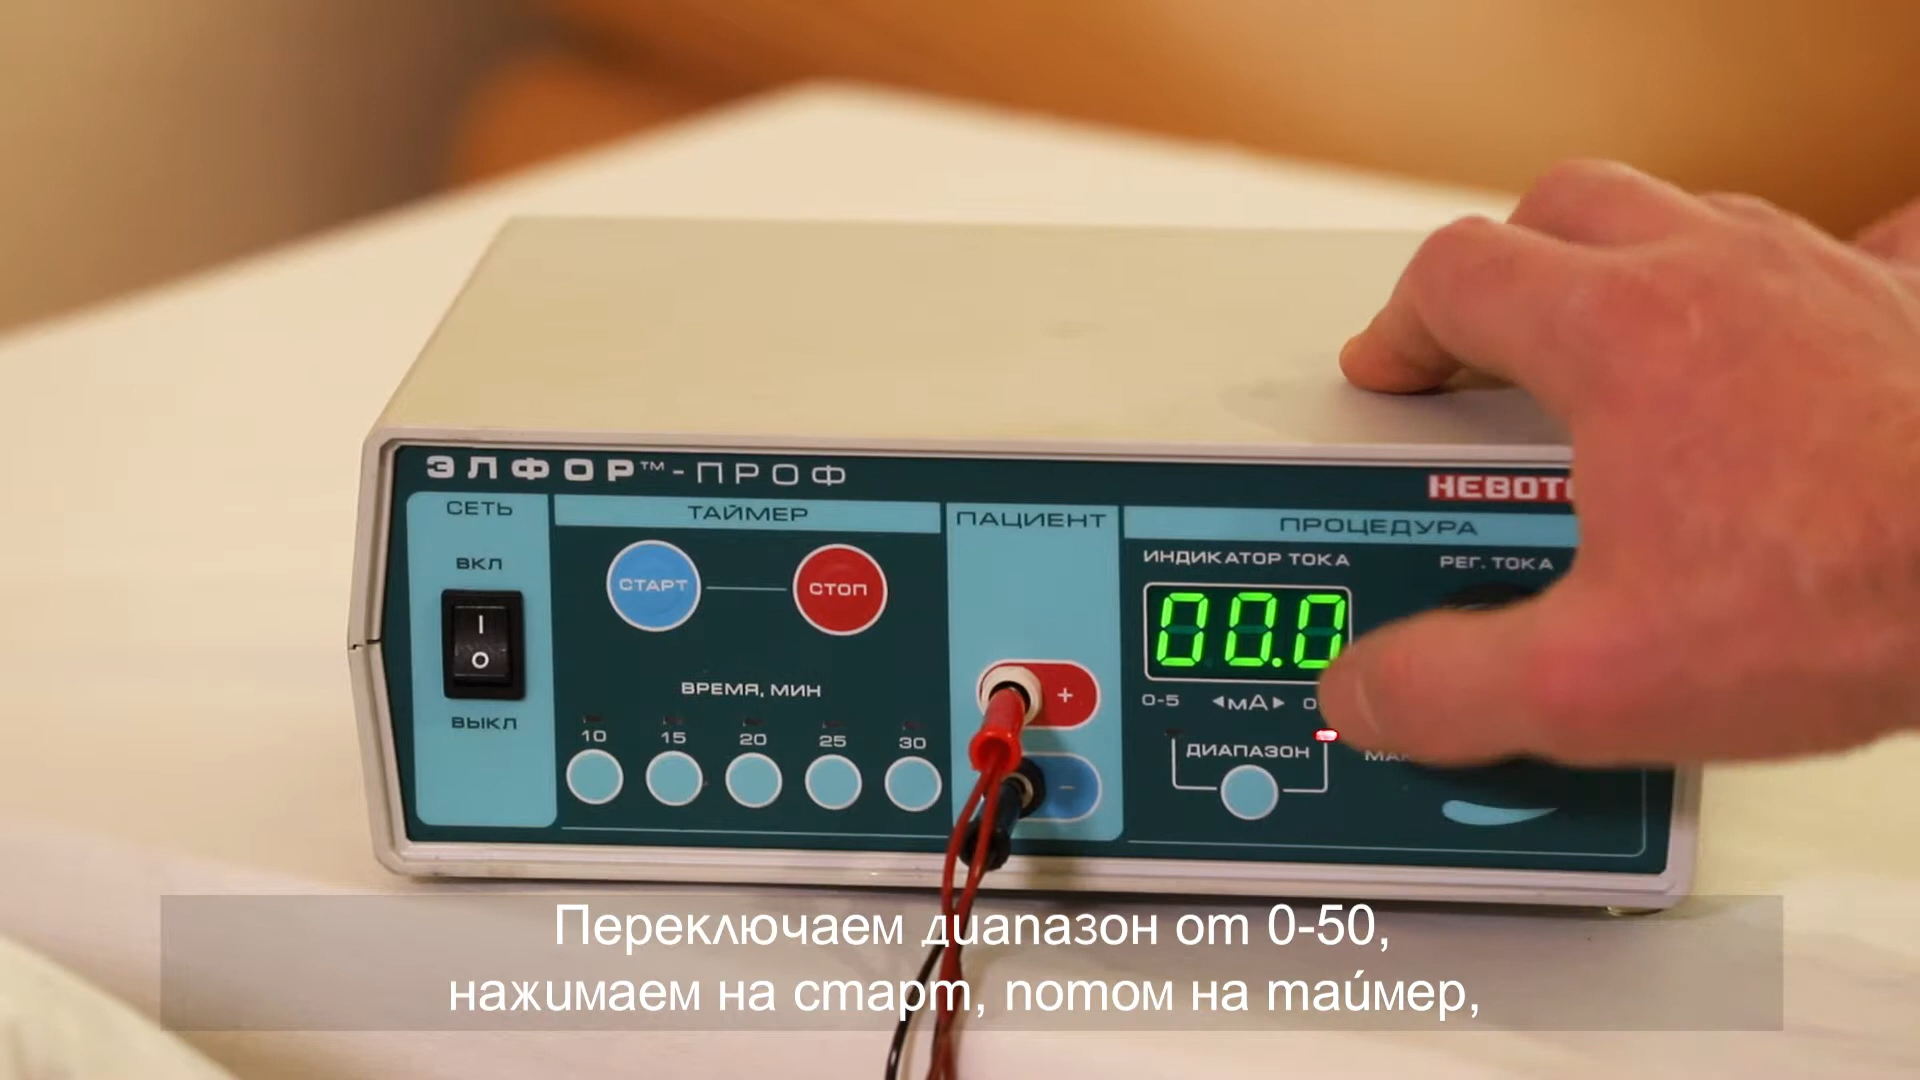 ЭЛФОР™-ПРОФ
СЕТЬ
ВКЛ
I
O
ВЫКЛ
ТАЙМЕР
СТАРТ
СТОП
ВРЕМЯ, МИН
10 15 20 25 30
ПАЦИЕНТ
+
-
ПРОЦЕДУРА
ИНДИКАТОР ТОКА
РЕГ. ТОКА
00.0
0-5 ◄мА►
ДИАПАЗОН
Переключаем диапазон от 0-50,
нажимаем на старт, потом на таймер,